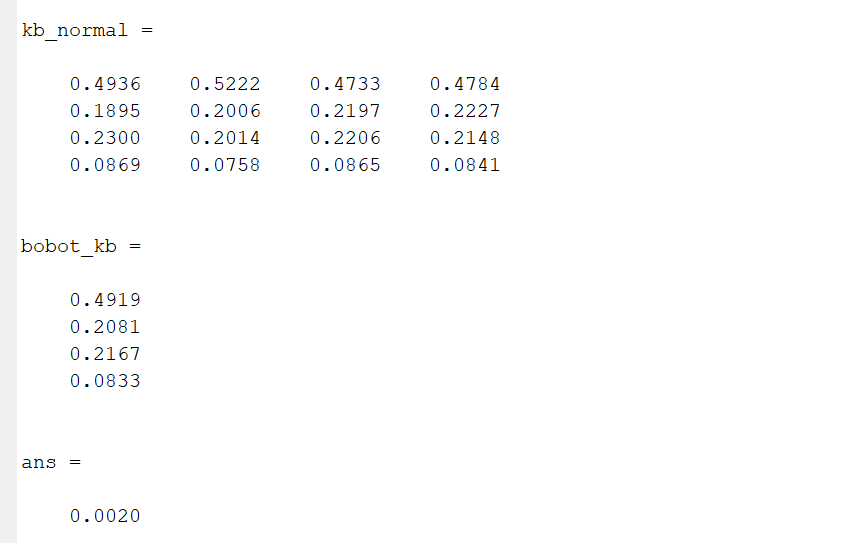 kb_normal =
0.4936 0.5222 0.4733 0.4784
0.1895 0.2006 0.2197 0.2227
0.2300 0.2014 0.2206 0.2148
0.0869 0.0758 0.0865 0.0841
bobot_kb =
0.4919
0.2081
0.2167
0.0833
ans =
0.0020